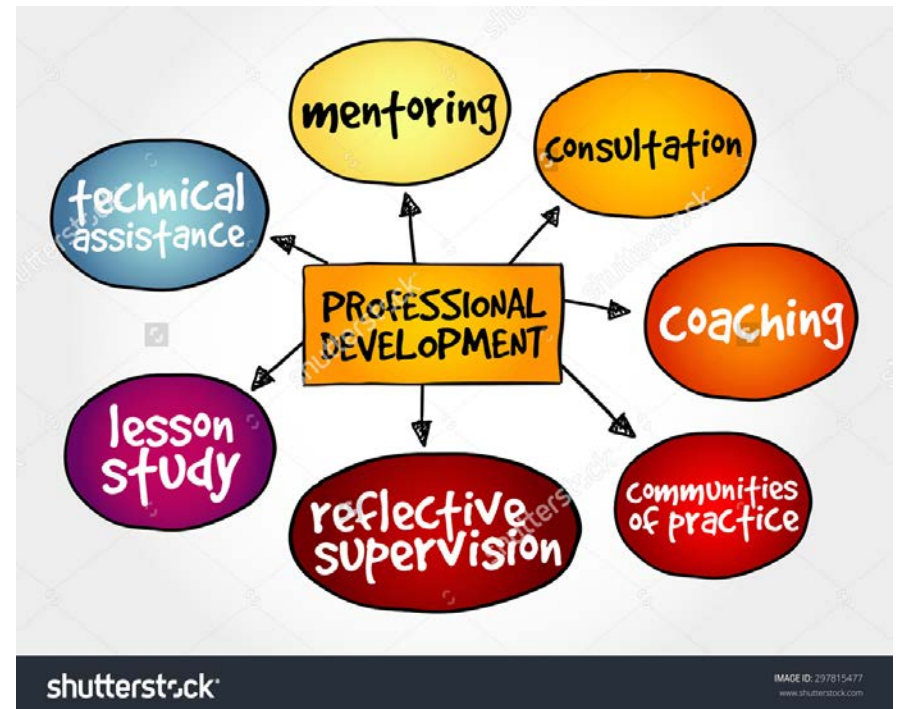 mentoring
consultation
technical
assistance
PROFESSIONAL
DEVELOPMENT
coaching
lesson
study
reflective
supervision
communities
of practice
shutterstock
IMAGE ID: 297815477
www.shutterstock.com